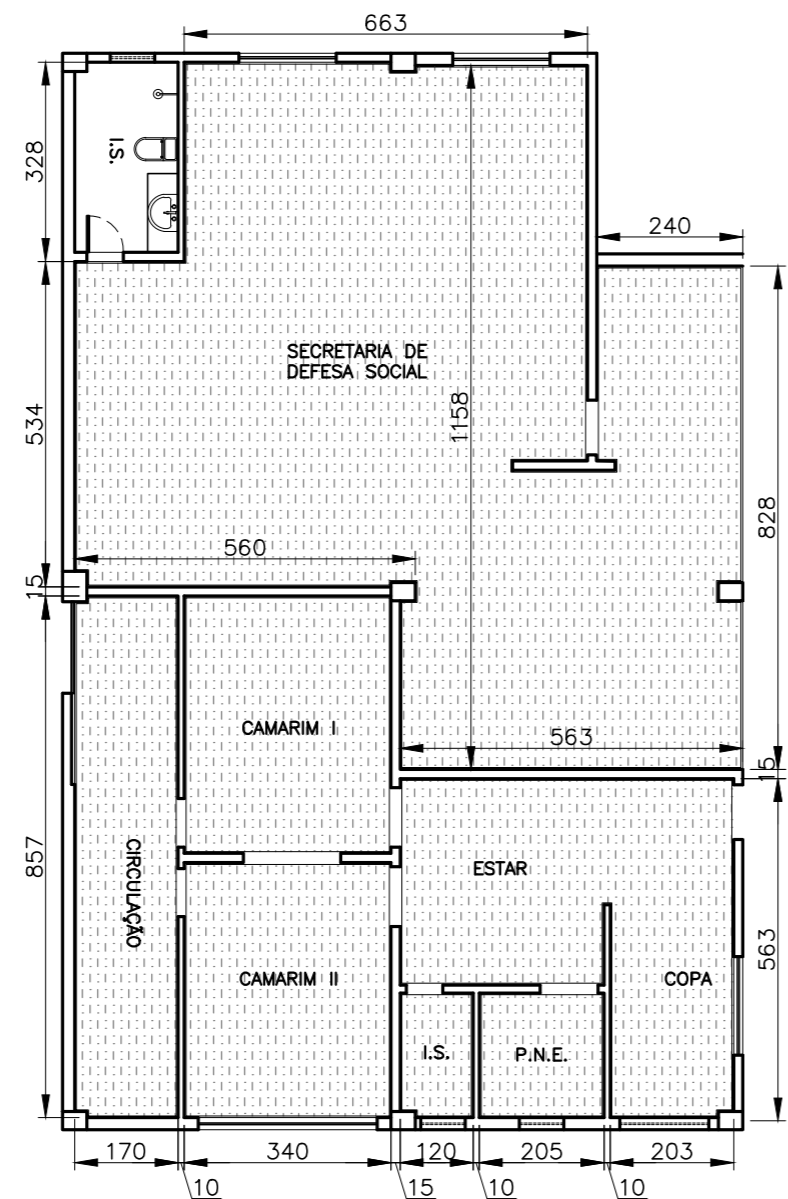 663
I.S.
328
240
SECRETARIA DE
DEFESA SOCIAL
1158
534
828
560
15
CAMARIM I
563
15
857
CIRCULAÇÃO
ESTAR
563
CAMARIM II
COPA
I.S.
P.N.E.
170
340
120
205
203
10
15
10
10